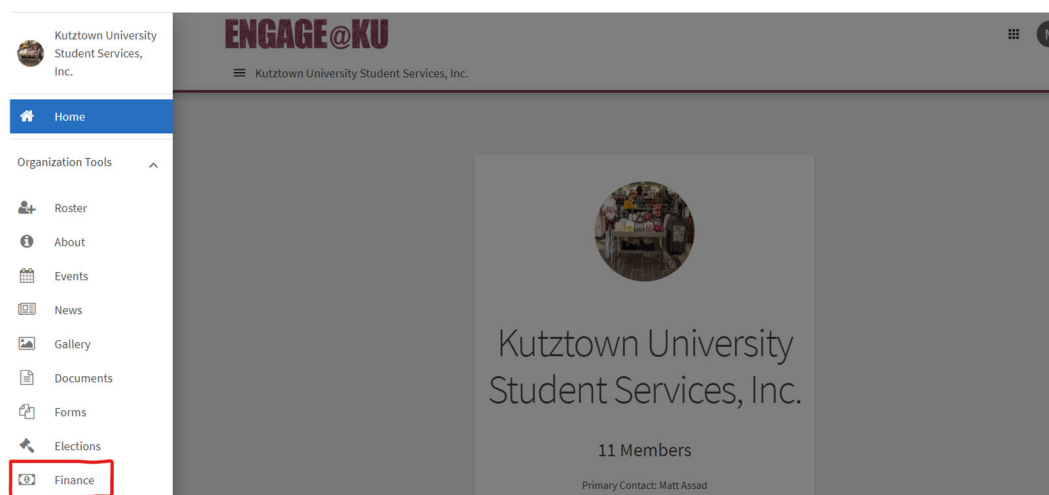 Kutztown University
Student Services,
Inc.
Home
Organization Tools
Roster
About
Events
News
Gallery
Documents
Forms
Elections
Finance
ENGAGE@KU
Kutztown University Student Services, Inc.
Kutztown University
Student Services, Inc.
11 Members
Primary Contact: Matt Assad